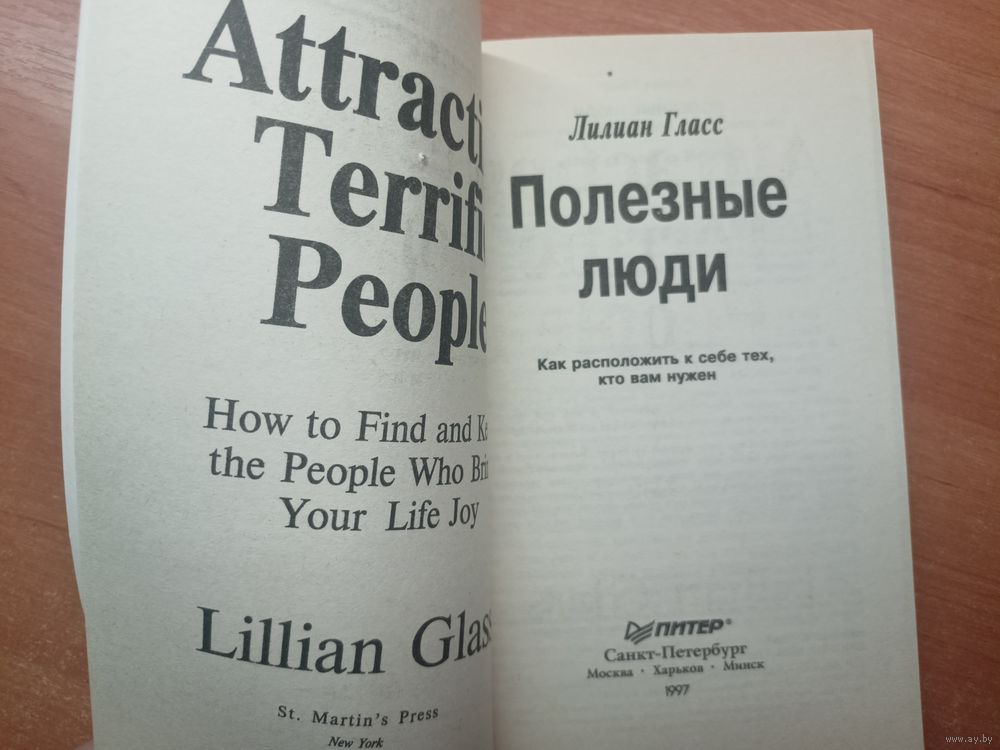 Attracti
Terrifi
People
How to Find and Ke
the People Who Bri
Your Life Joy
Lillian Glass
St. Martin's Press
New York
Лилиан Гласс
Полезные
люди
Как расположить к себе тех,
кто вам нужен
ПИТЕР®
Санкт-Петербург
Москва · Харьков · Минск
1997
www.ay.by